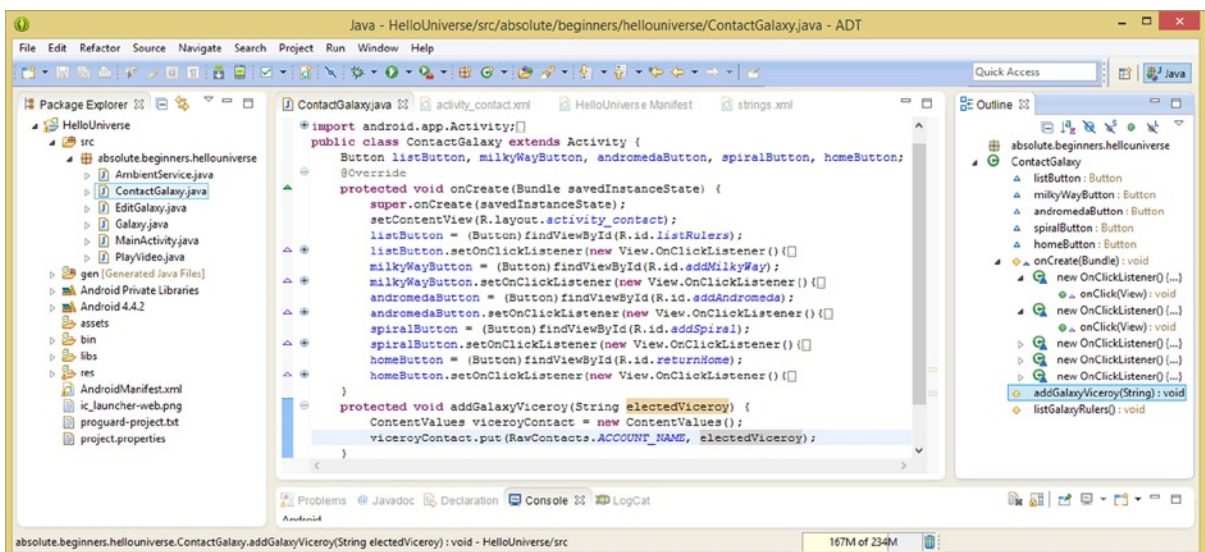 Java - HelloUniverse/src/absolute/beginners/hellouniverse/ContactGalaxy.java - ADT
File Edit Refactor Source Navigate Search Project Run Window Help
Quick Access
Java
Package Explorer
HelloUniverse
src
absolute.beginners.hellouniverse
AmbientService.java
ContactGalaxy.java
EditGalaxy.java
Galaxy.java
MainActivity.java
PlayVideo.java
gen [Generated Java Files]
Android Private Libraries
Android 4.4.2
assets
bin
libs
res
AndroidManifest.xml
ic_launcher-web.png
proguard-project.txt
project.properties
ContactGalaxy.java activity_contact.xml HelloUniverse Manifest strings.xml
import android.app.Activity;
public class ContactGalaxy extends Activity {
Button listButton, milkyWayButton, andromedaButton, spiralButton, homeButton;
@Override
protected void onCreate(Bundle savedInstanceState) {
super.onCreate(savedInstanceState);
setContentView(R.layout.activity_contact);
listButton = (Button)findViewById(R.id.listRulers);
listButton.setOnClickListener(new View.OnClickListener(){
milkyWayButton = (Button)findViewById(R.id.addMilkyWay);
milkyWayButton.setOnClickListener(new View.OnClickListener(){
andromedaButton = (Button)findViewById(R.id.addAndromeda);
andromedaButton.setOnClickListener(new View.OnClickListener(){
spiralButton = (Button)findViewById(R.id.addSpiral);
spiralButton.setOnClickListener(new View.OnClickListener(){
homeButton = (Button)findViewById(R.id.returnHome);
homeButton.setOnClickListener(new View.OnClickListener(){
}
protected void addGalaxyViceroy(String electedViceroy) {
ContentValues viceroyContact = new ContentValues();
viceroyContact.put(RawContacts.ACCOUNT_NAME, electedViceroy);
}
Outline
absolute.beginners.hellouniverse
ContactGalaxy
listButton : Button
milkyWayButton : Button
andromedaButton : Button
spiralButton : Button
homeButton : Button
onCreate(Bundle) : void
new OnClickListener() {...}
onClick(View) : void
new OnClickListener() {...}
onClick(View) : void
new OnClickListener() {...}
new OnClickListener() {...}
new OnClickListener() {...}
addGalaxyViceroy(String) : void
listGalaxyRulers() : void
Problems @ Javadoc Declaration Console LogCat
Android
absolute.beginners.hellouniverse.ContactGalaxy.addGalaxyViceroy(String electedViceroy) : void - HelloUniverse/src
167M of 234M